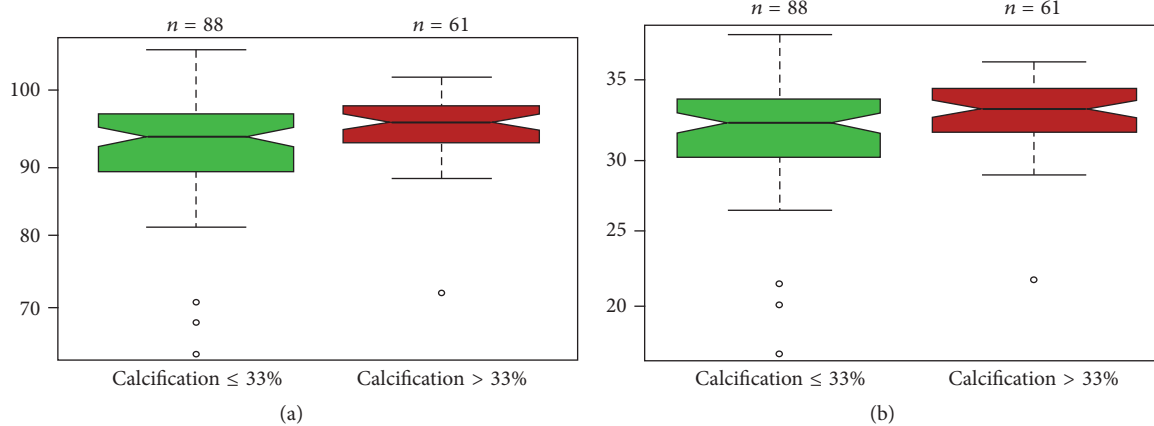 n = 88
n = 61
100
90
80
70
Calcification ≤ 33%
Calcification > 33%
(a)
n = 88
n = 61
35
30
25
20
Calcification ≤ 33%
Calcification > 33%
(b)